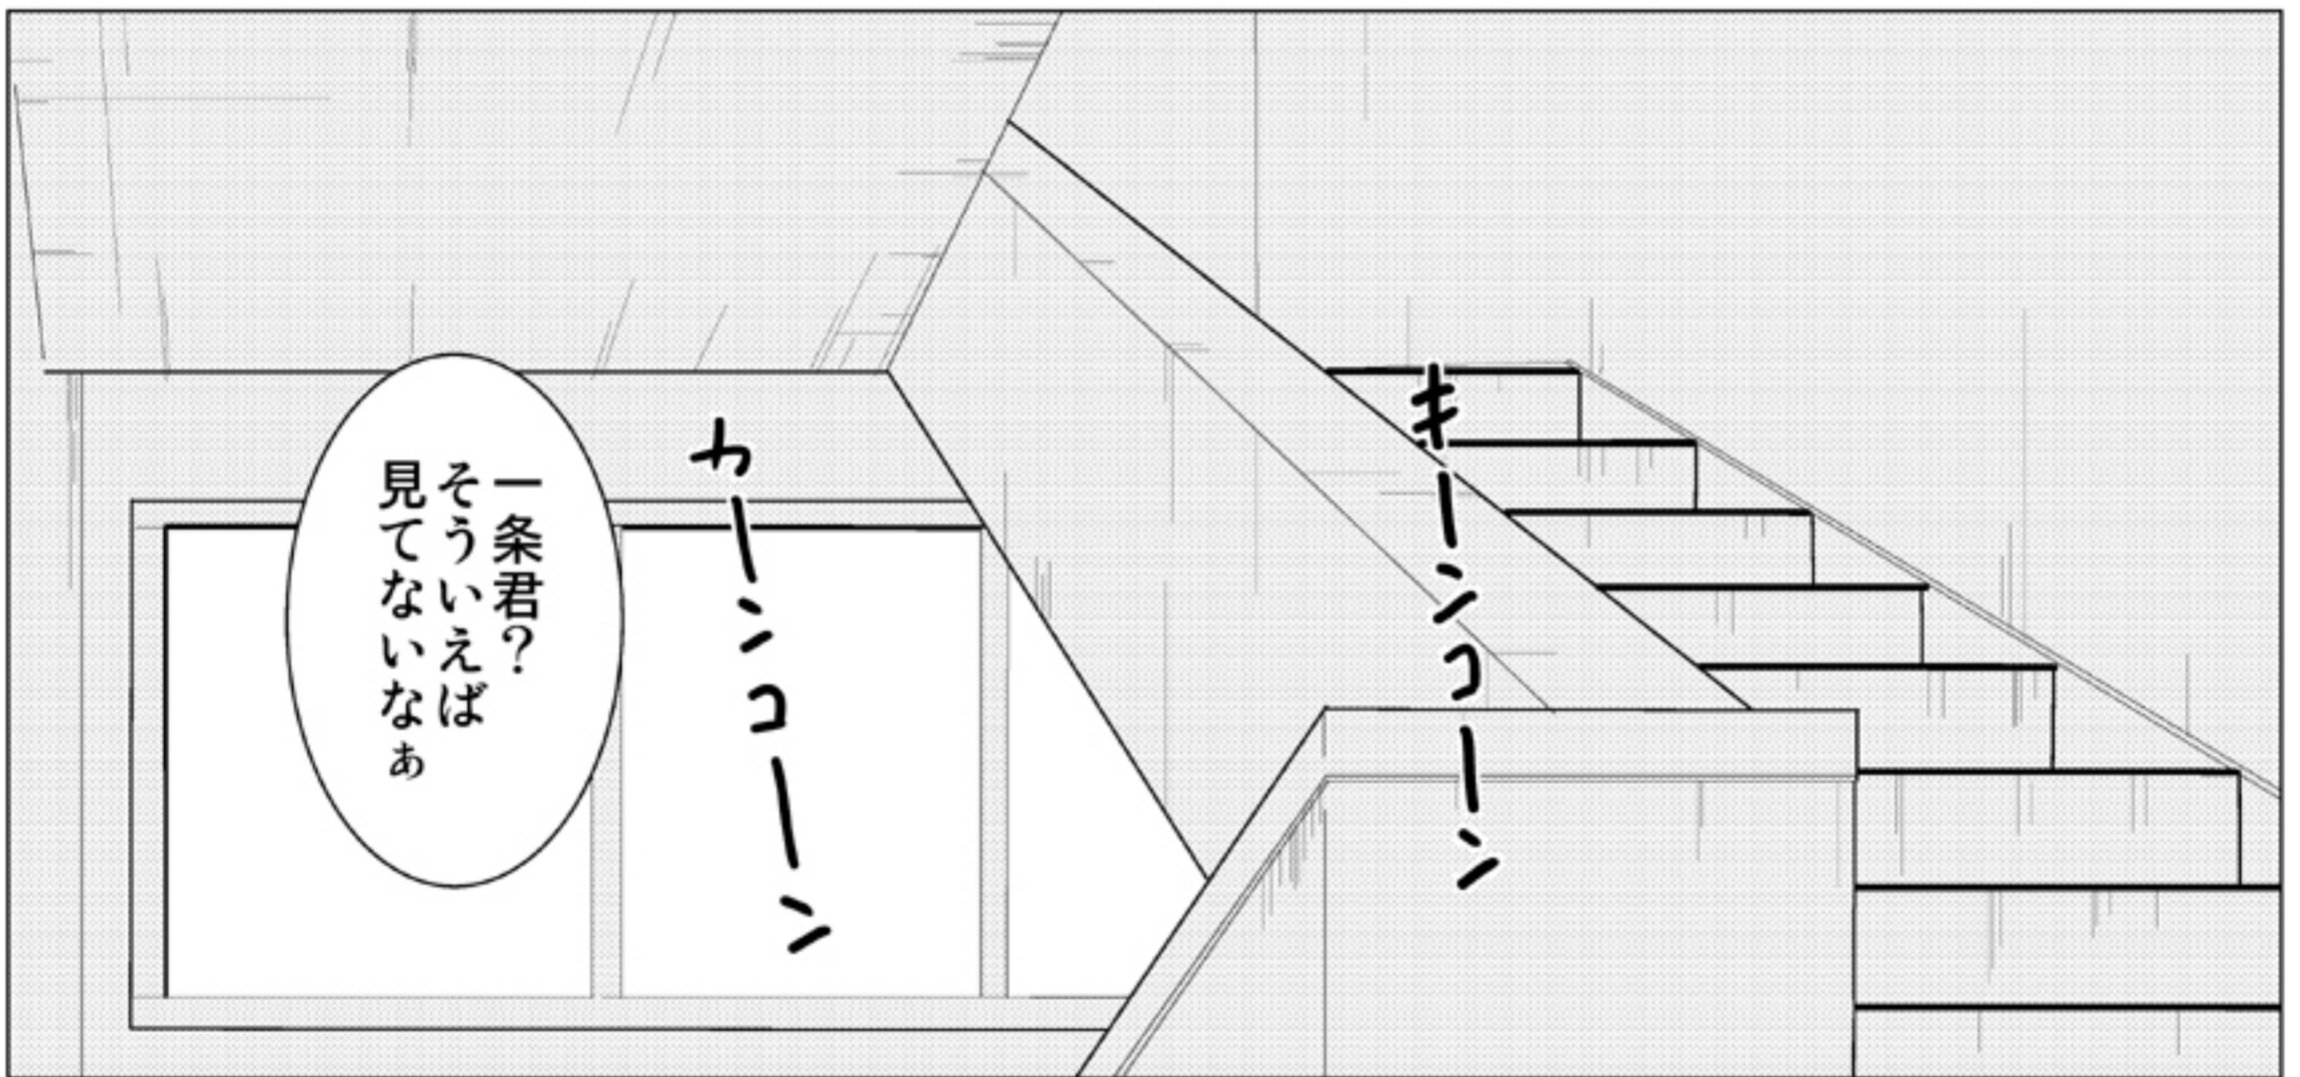 キーンコーン
カーンコーン
一条君？
そういえば
見てないなぁ